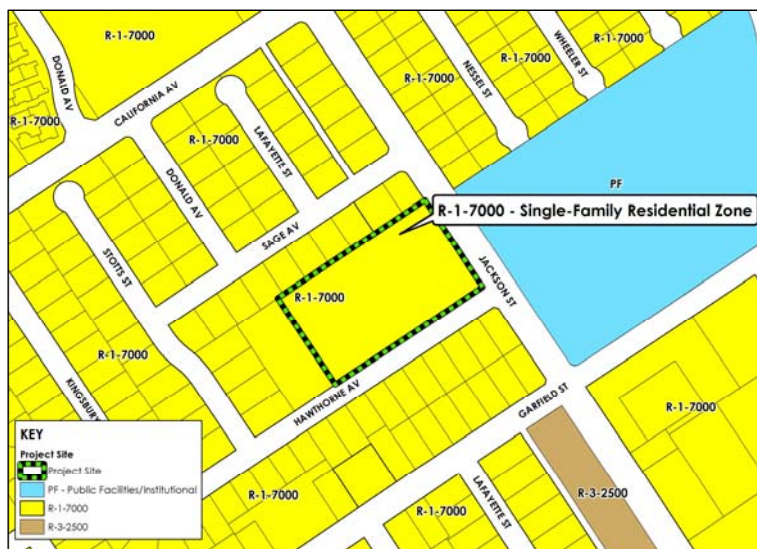 R-1-7000
DONALD AV
CALIFORNIA AV
R-1-7000
R-1-7000
NESSEL ST
R-1-7000
WHEELER ST
R-1-7000
R-1-7000
LAFAYETTE ST
DONALD AV
PF
R-1-7000 - Single-Family Residential Zone
SAGE AV
STOTTS ST
R-1-7000
JACKSON ST
R-1-7000
KINGSBURY
HAWTHORNE AV
GARFIELD ST
R-1-7000
R-1-7000
R-1-7000
LAFAYETTE ST
R-3-2500
KEY
Project Site
Project Site
PF - Public Facilities/Institutional
R-1-7000
R-3-2500